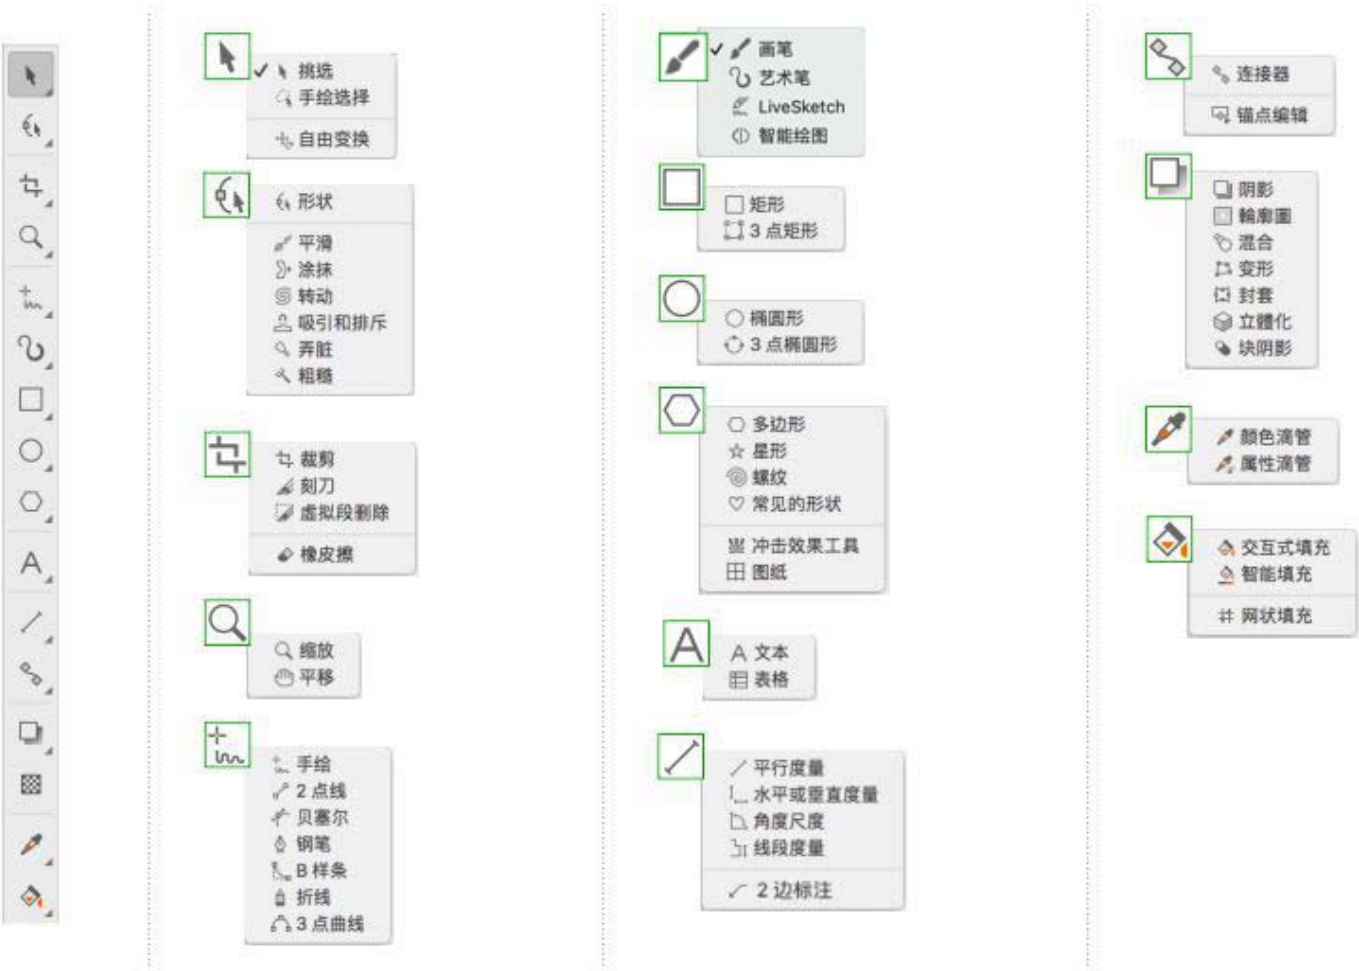 挑选
手绘选择
自由变换
形状
平滑
涂抹
转动
吸引和排斥
弄脏
粗糙
裁剪
刻刀
虚拟段删除
橡皮擦
缩放
平移
手绘
2 点线
贝塞尔
钢笔
B 样条
折线
3 点曲线
画笔
艺术笔
LiveSketch
智能绘图
矩形
3 点矩形
椭圆形
3 点椭圆形
多边形
星形
螺纹
常见的形状
冲击效果工具
图纸
文本
表格
平行度量
水平或垂直度量
角度尺度
线段度量
2 边标注
连接器
锚点编辑
阴影
輪廓圖
混合
变形
封套
立體化
块阴影
颜色滴管
属性滴管
交互式填充
智能填充
网状填充